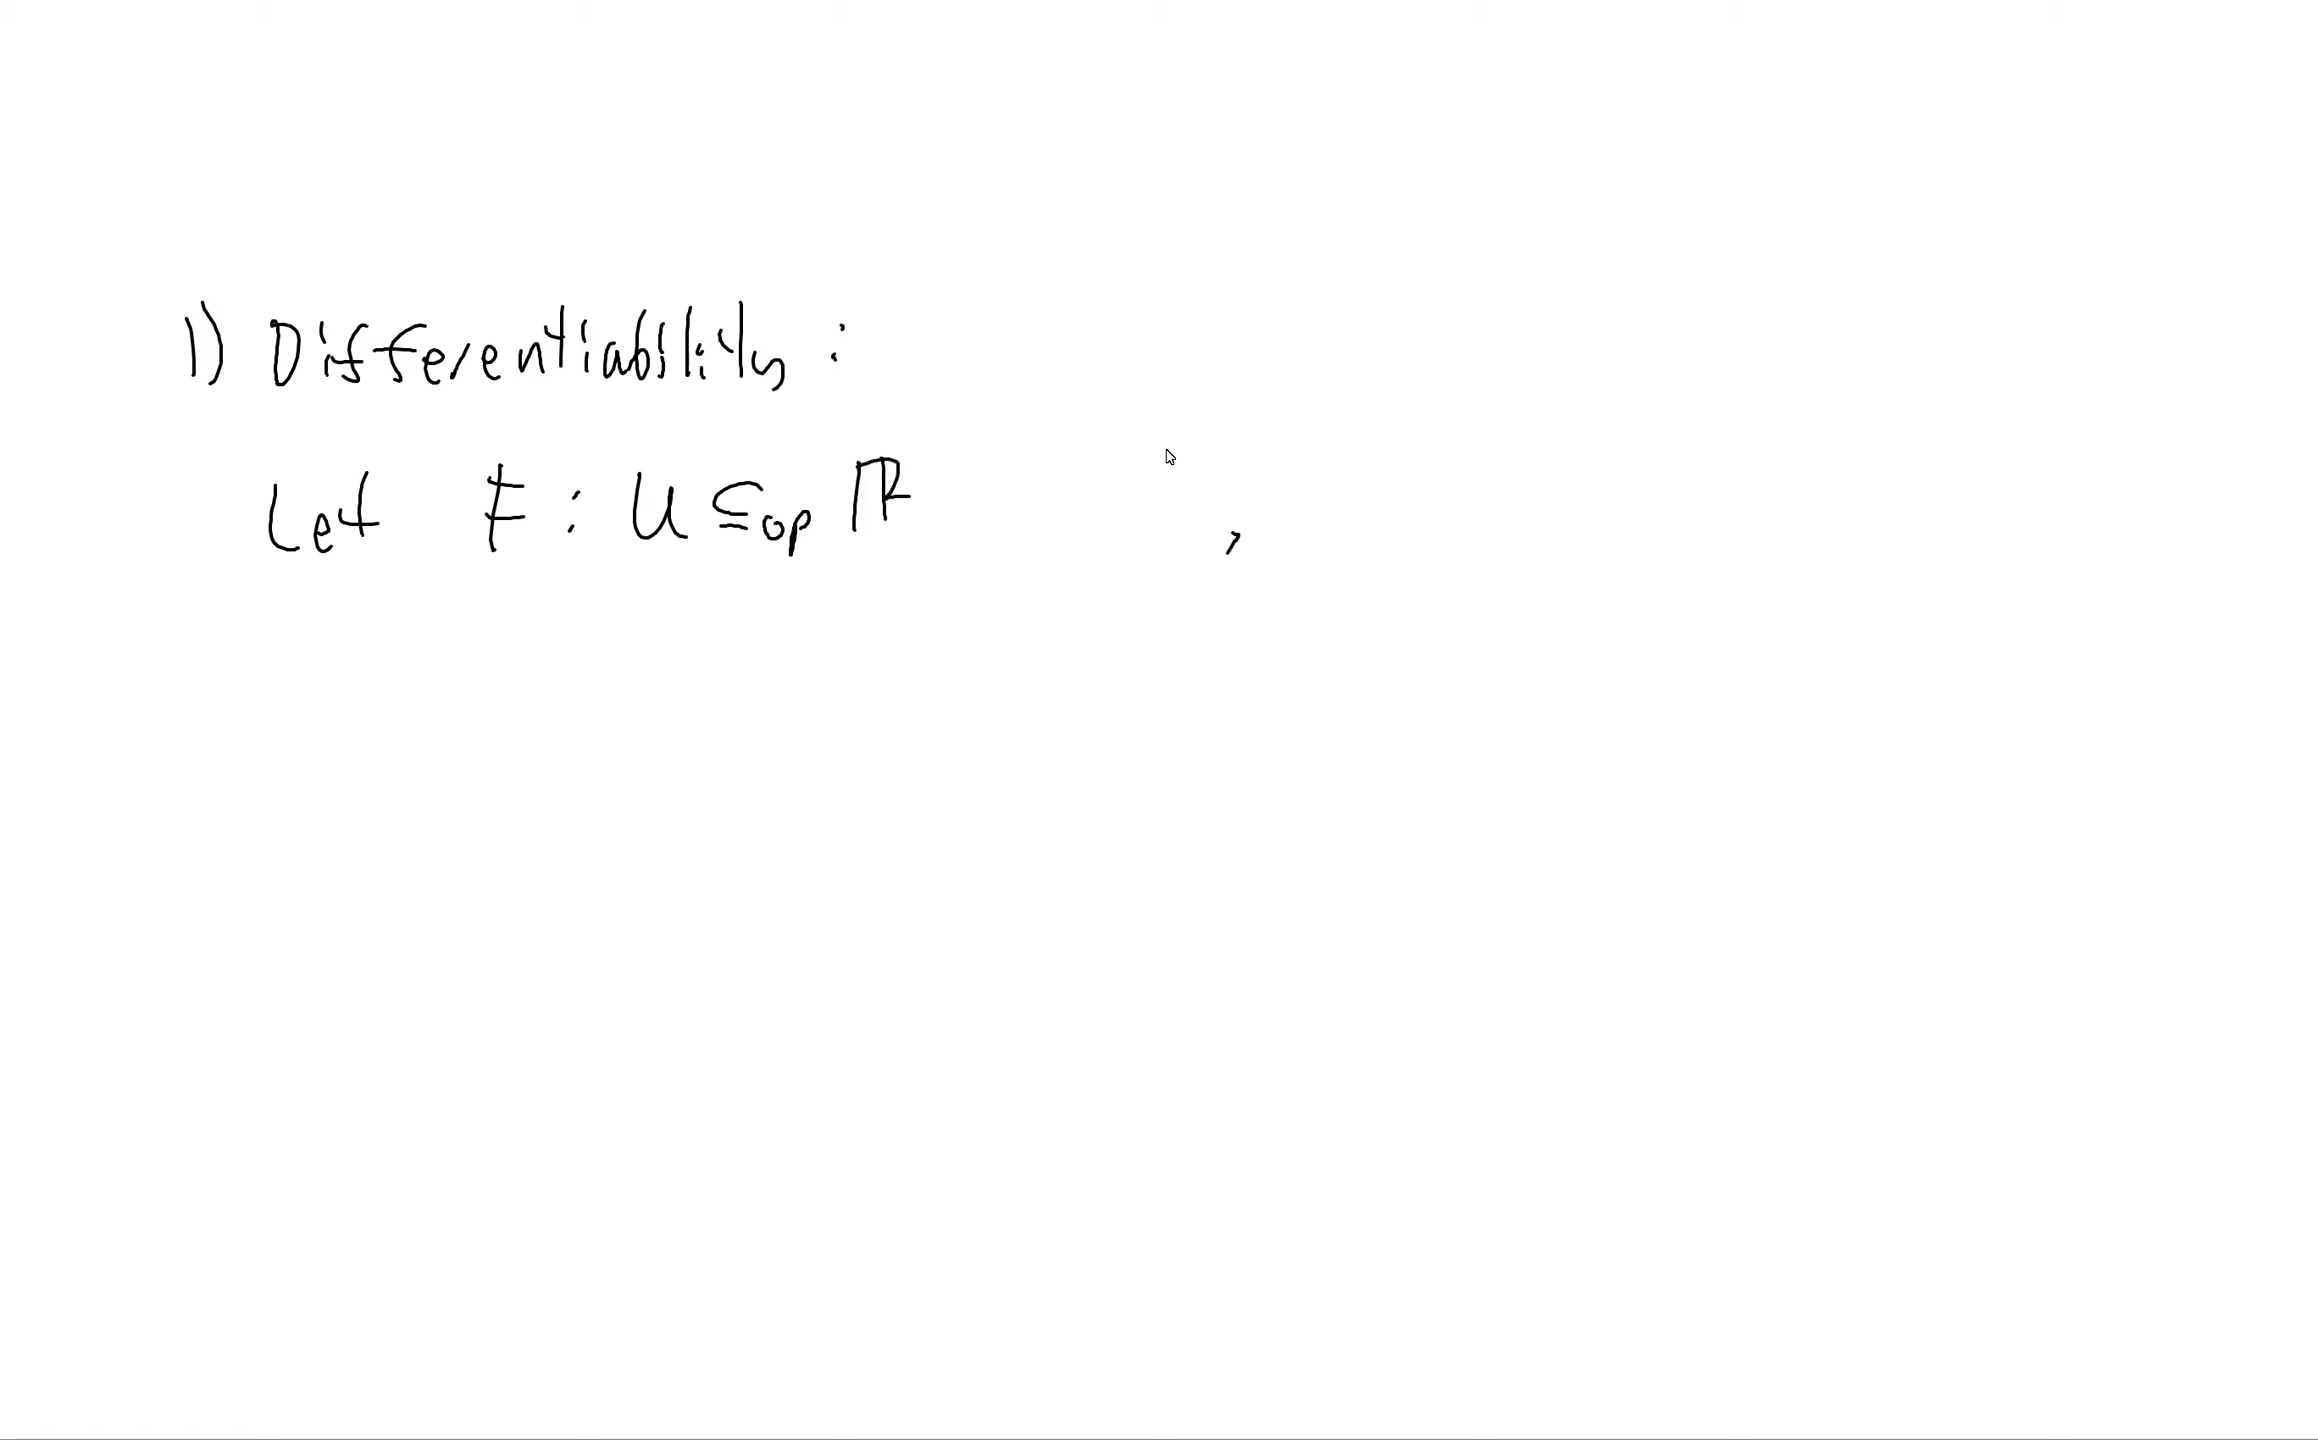 1) Differentiability :
Let F : U ⊆op ℝ ,